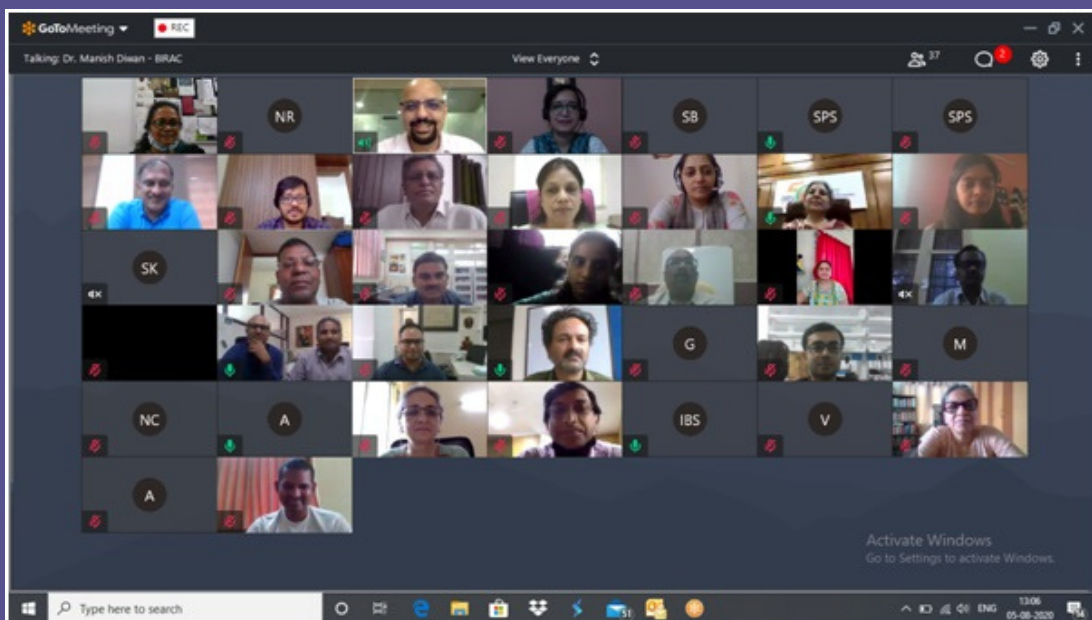 GoToMeeting
REC
Talking: Dr. Manish Diwan - BIRAC
View Everyone
37
2
NR
SB
SPS
SPS
SK
G
M
NC
A
IBS
V
A
Activate Windows
Go to Settings to activate Windows.
Type here to search
51
ENG
13:06
05-08-2020